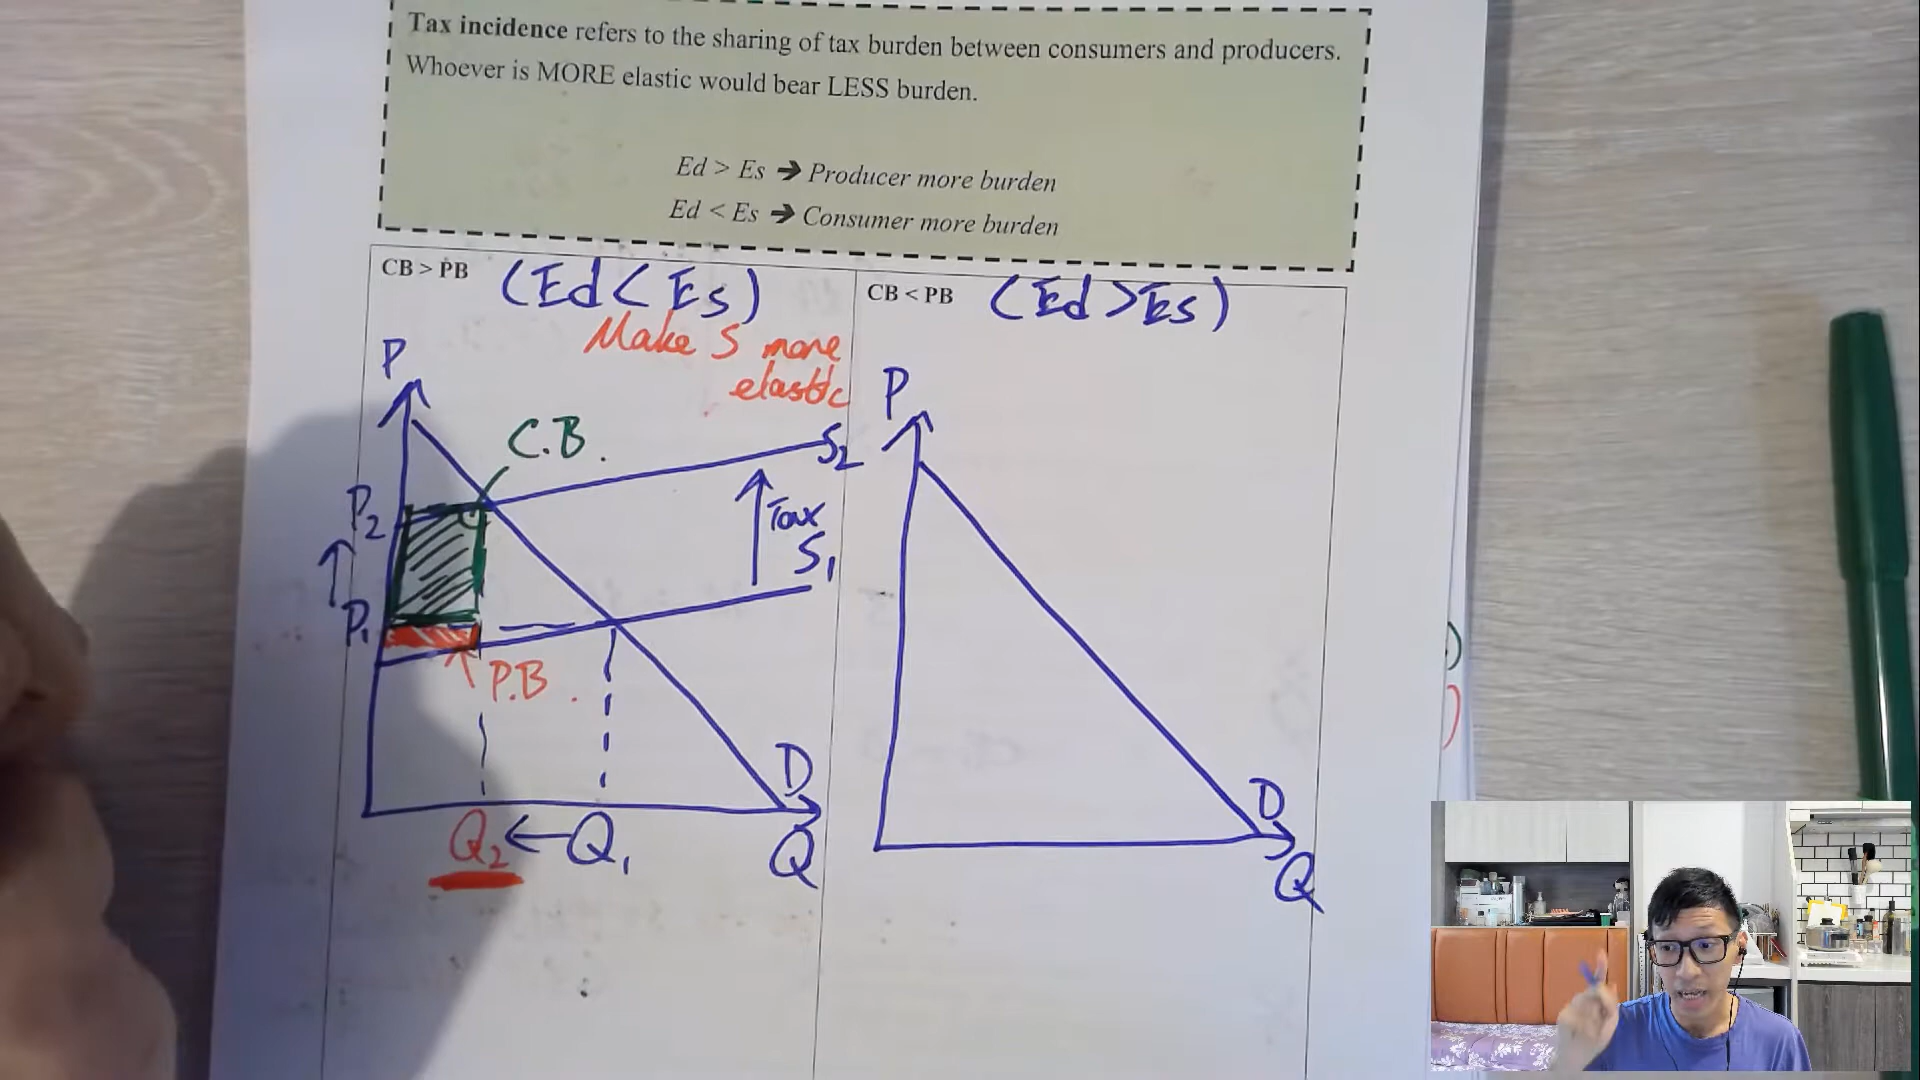 Tax incidence refers to the sharing of tax burden between consumers and producers.
Whoever is MORE elastic would bear LESS burden.
Ed > Es ➔ Producer more burden
Ed < Es ➔ Consumer more burden
CB > PB (Ed < Es)
Make S more
elastic
P
C.B.
S2
P2
Tax
S1
P1
P.B.
D
Q2 ← Q1
Q
CB < PB (Ed > Es)
P
D
Q